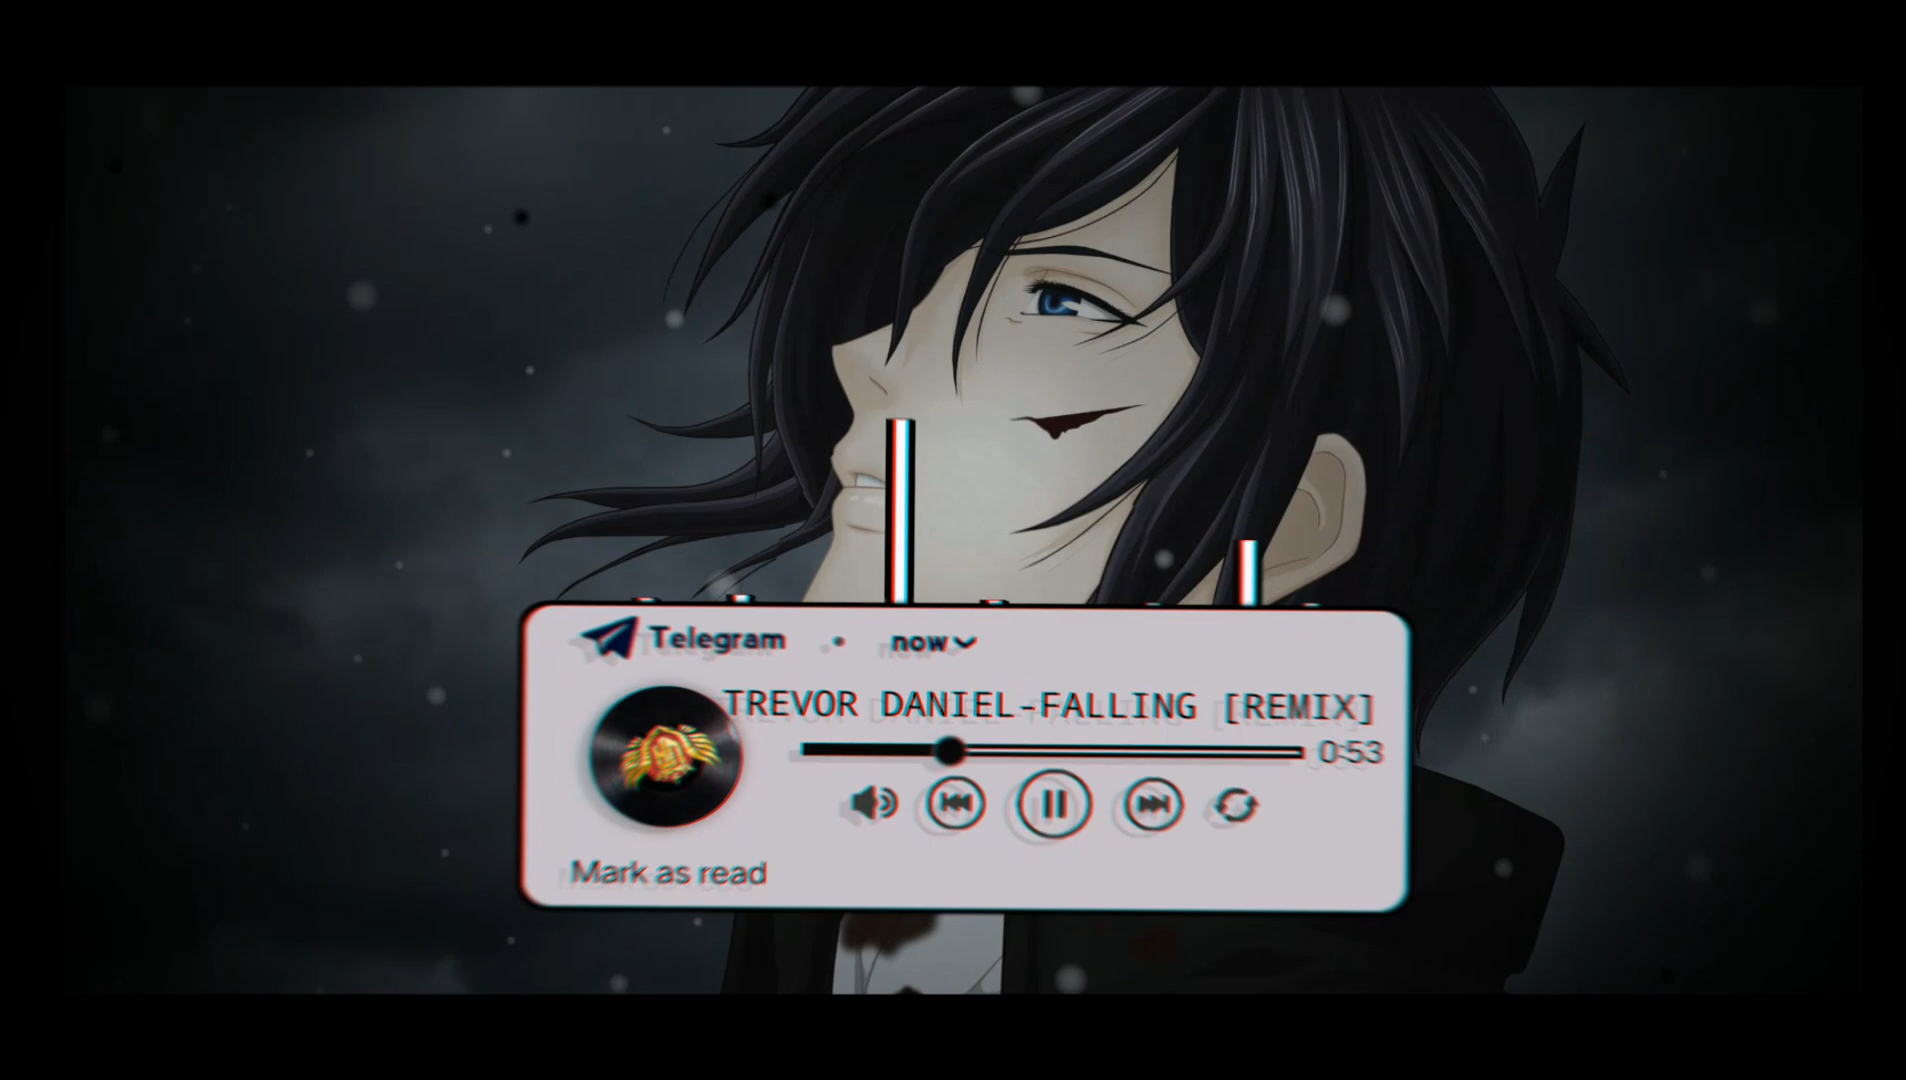 Telegram • now
TREVOR DANIEL-FALLING [REMIX]
0:53
Mark as read